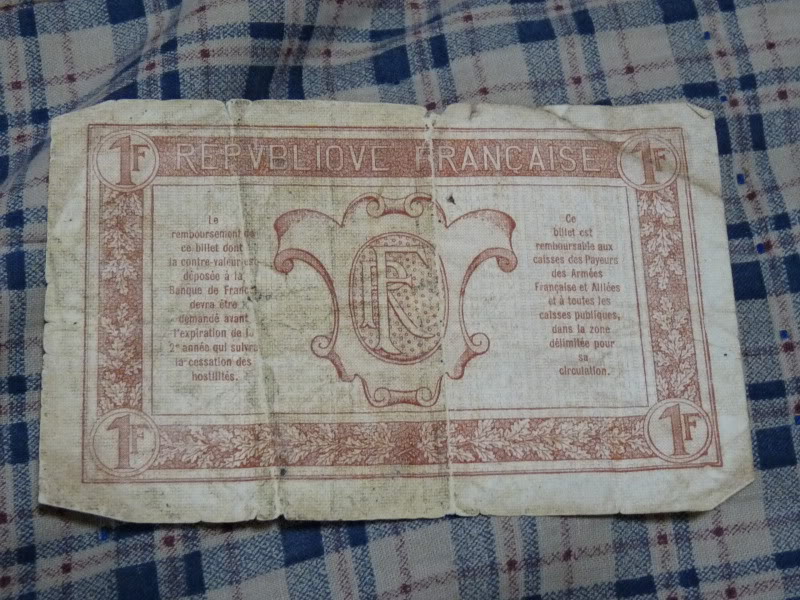 1F REPVBLIQVE FRANÇAISE 1F
Le
remboursement de
ce billet dont
la contre-valeur est
déposée à la
Banque de France
devra être
demandé avant
l'expiration de la
2e année qui suivra
la cessation des
hostilités.
RF
Ce
billet est
remboursable aux
caisses des Payeurs
des Armées
Française et Alliées
et à toutes les
caisses publiques,
dans la zone
délimitée pour
sa
circulation.
1F 1F